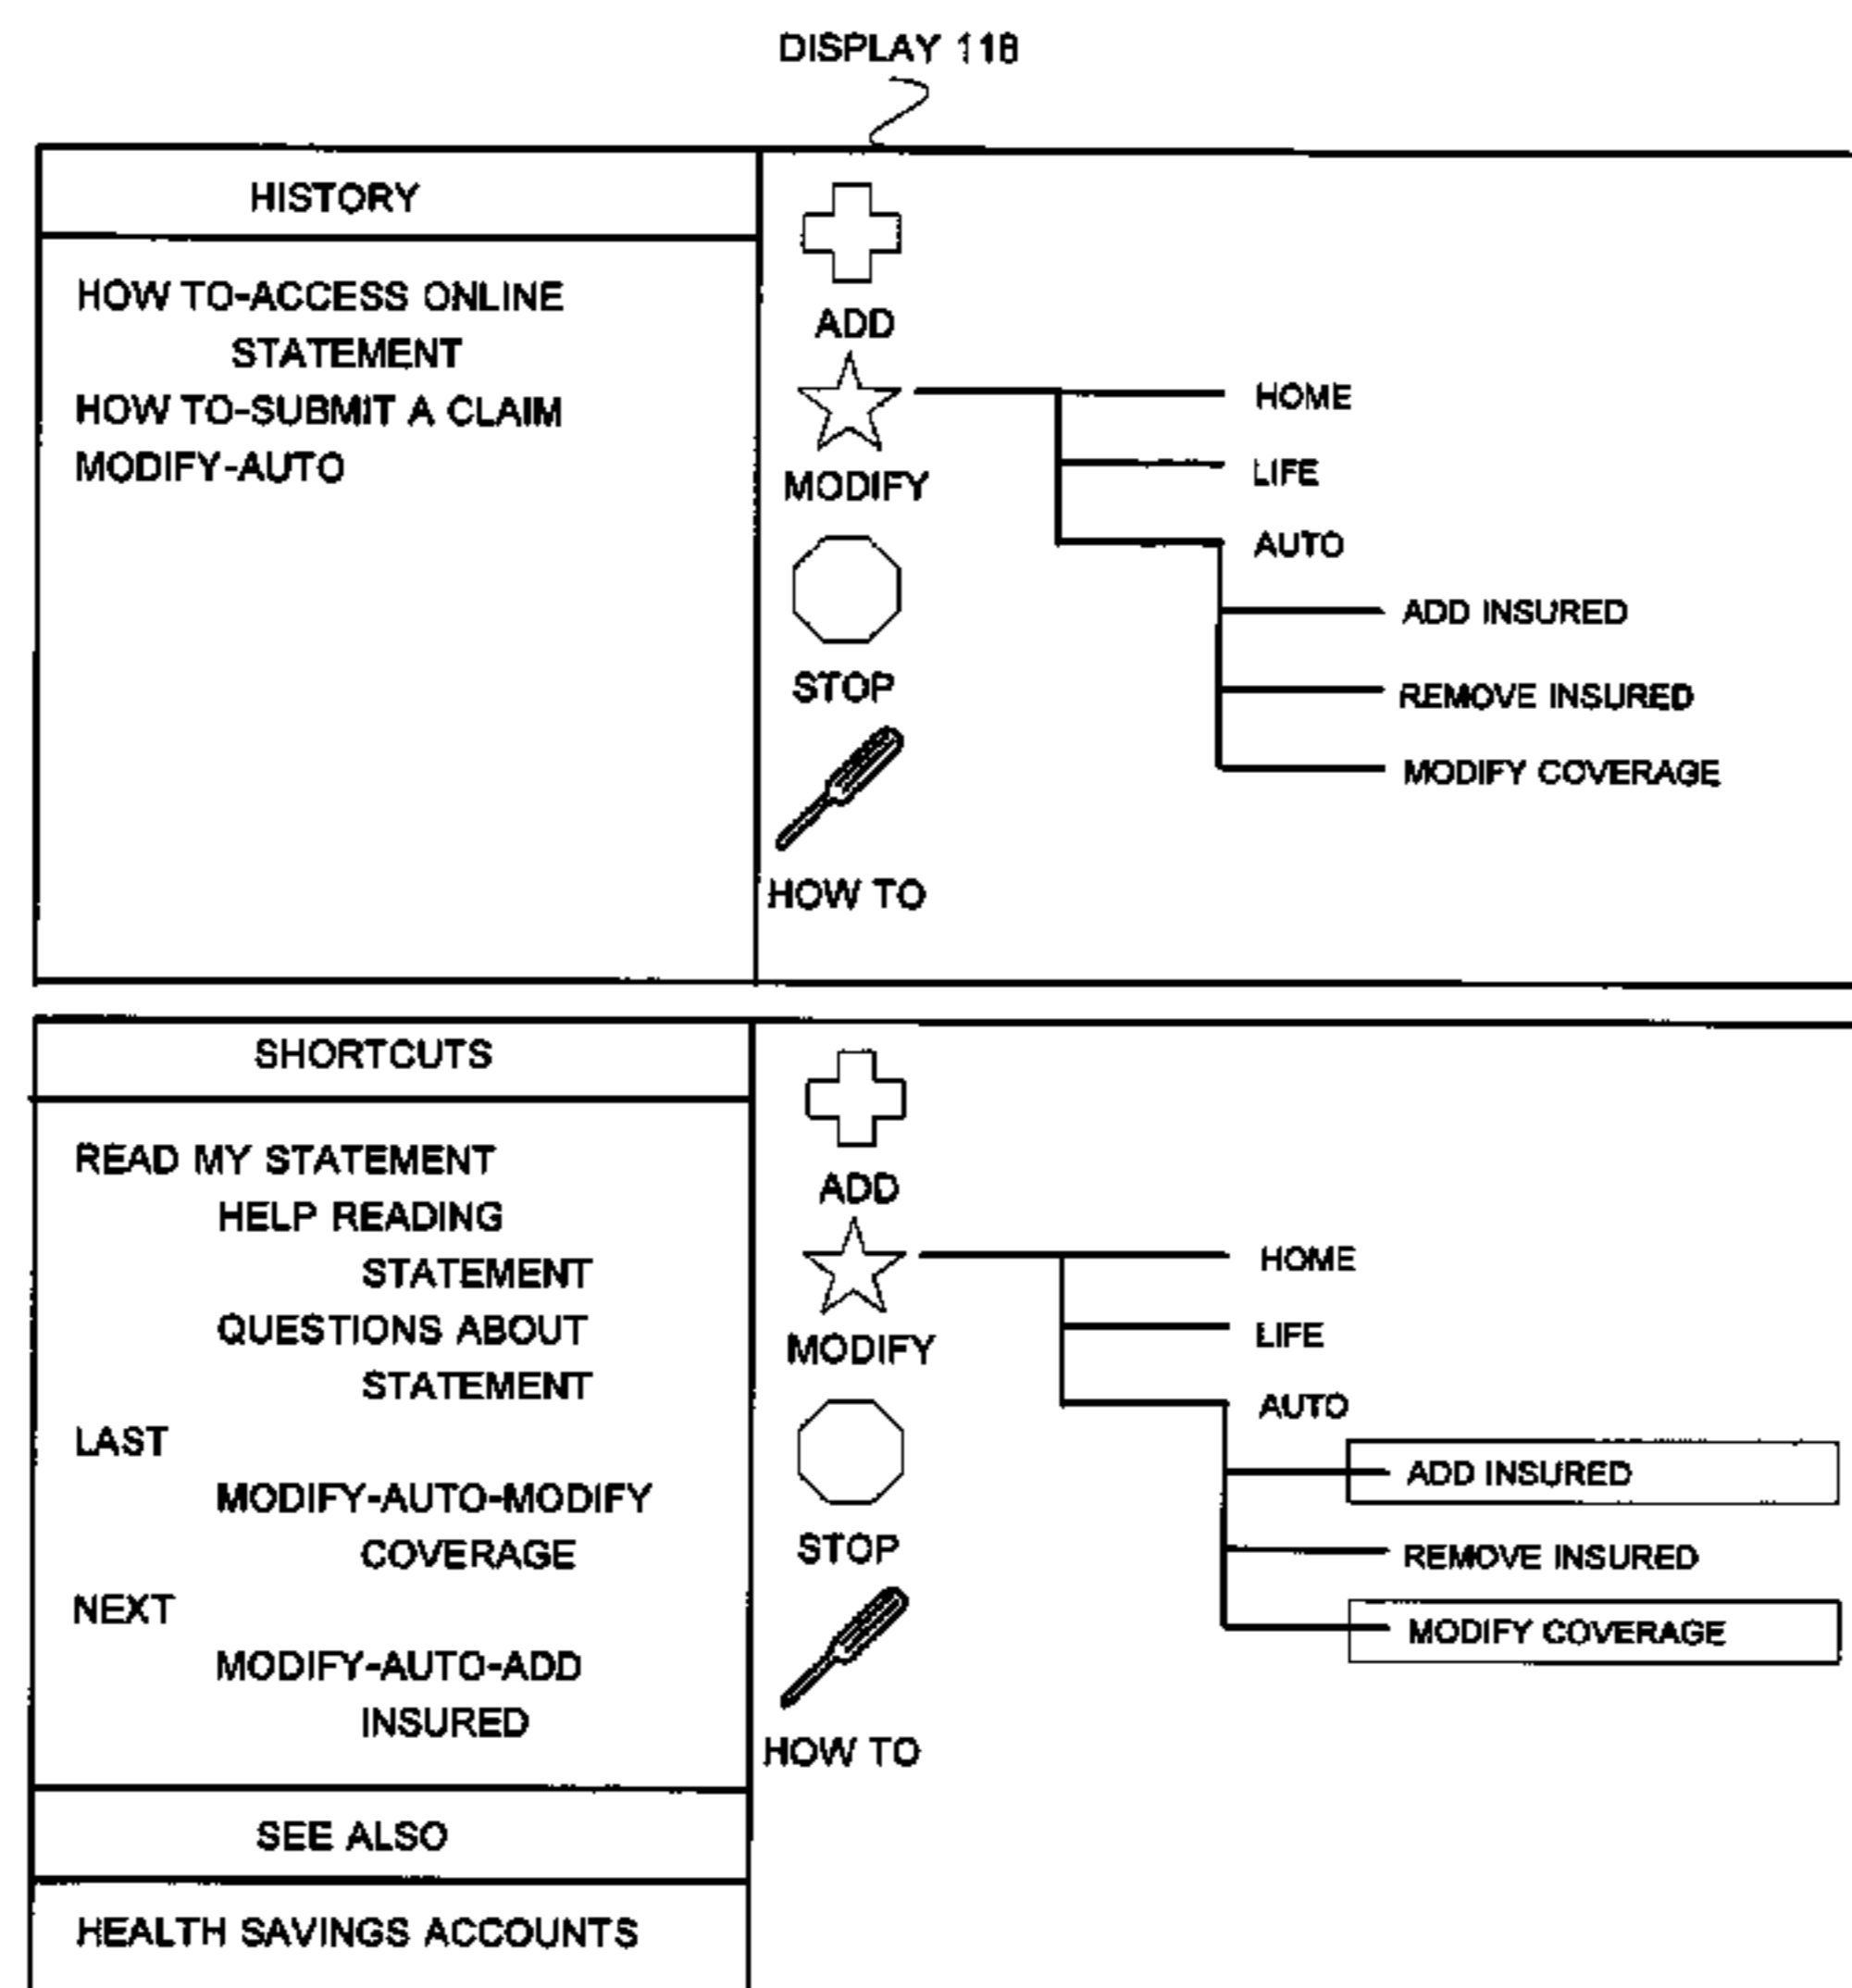 DISPLAY 118
HISTORY
HOW TO-ACCESS ONLINE
STATEMENT
HOW TO-SUBMIT A CLAIM
MODIFY-AUTO
ADD
MODIFY
STOP
HOW TO
HOME
LIFE
AUTO
ADD INSURED
REMOVE INSURED
MODIFY COVERAGE
SHORTCUTS
READ MY STATEMENT
HELP READING
STATEMENT
QUESTIONS ABOUT
STATEMENT
LAST
MODIFY-AUTO-MODIFY
COVERAGE
NEXT
MODIFY-AUTO-ADD
INSURED
SEE ALSO
HEALTH SAVINGS ACCOUNTS
ADD
MODIFY
STOP
HOW TO
HOME
LIFE
AUTO
ADD INSURED
REMOVE INSURED
MODIFY COVERAGE